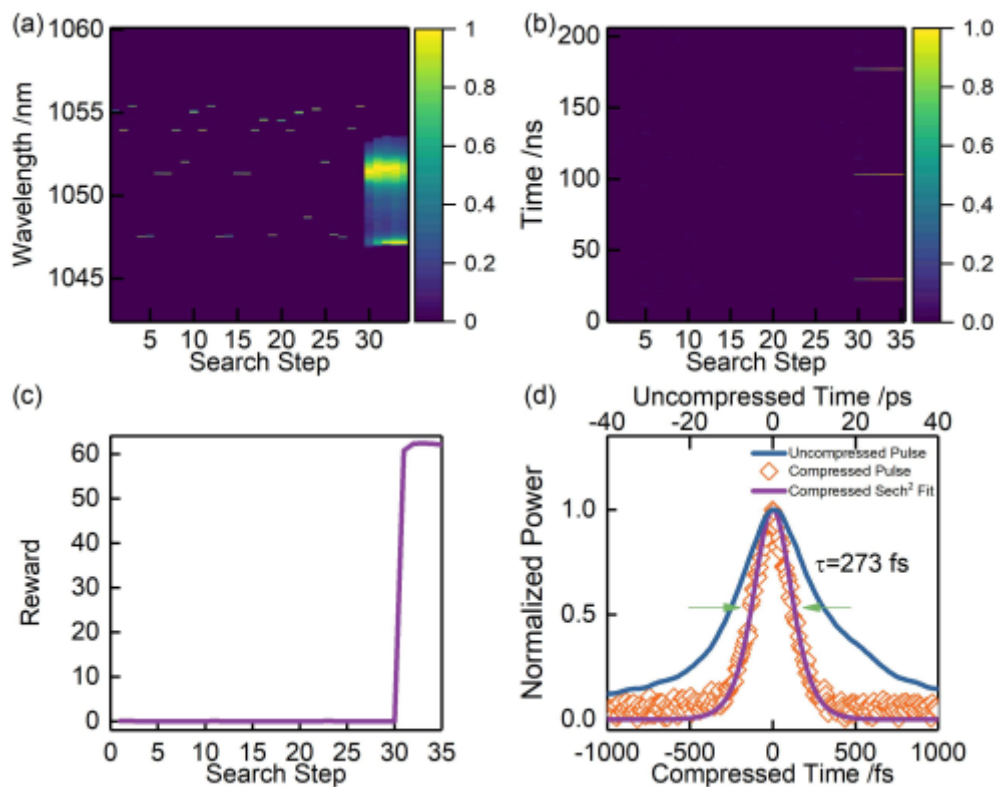 (a)
1060
1055
1050
1045
Wavelength /nm
5 10 15 20 25 30
Search Step
1
0.8
0.6
0.4
0.2
0
(b)
200
150
100
50
0
Time /ns
5 10 15 20 25 30 35
Search Step
1.0
0.8
0.6
0.4
0.2
0.0
(c)
60
50
40
30
20
10
0
Reward
0 5 10 15 20 25 30 35
Search Step
(d)
Uncompressed Time /ps
-40 -20 0 20 40
Uncompressed Pulse
Compressed Pulse
Compressed Sech² Fit
1.0
0.5
0.0
Normalized Power
τ=273 fs
-1000 -500 0 500 1000
Compressed Time /fs